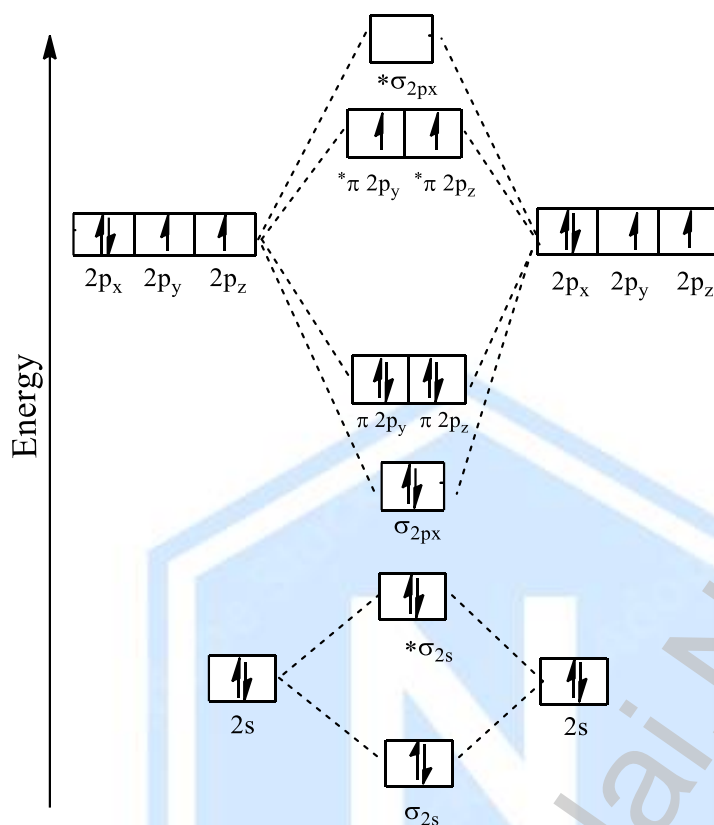 *σ2px
*π 2py *π 2pz
2px 2py 2pz
2px 2py 2pz
π 2py π 2pz
σ2px
*σ2s
2s
2s
σ2s
Energy